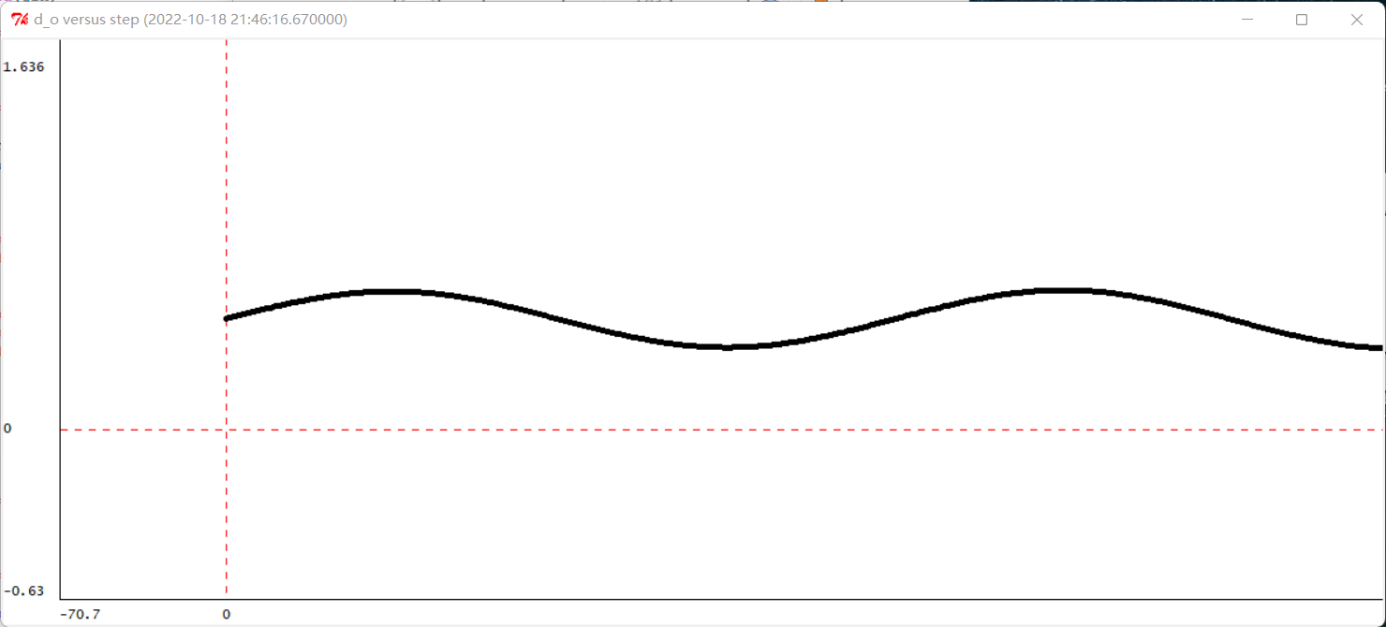 d_o versus step (2022-10-18 21:46:16.670000)
1.636
0
-0.63
-70.7 0